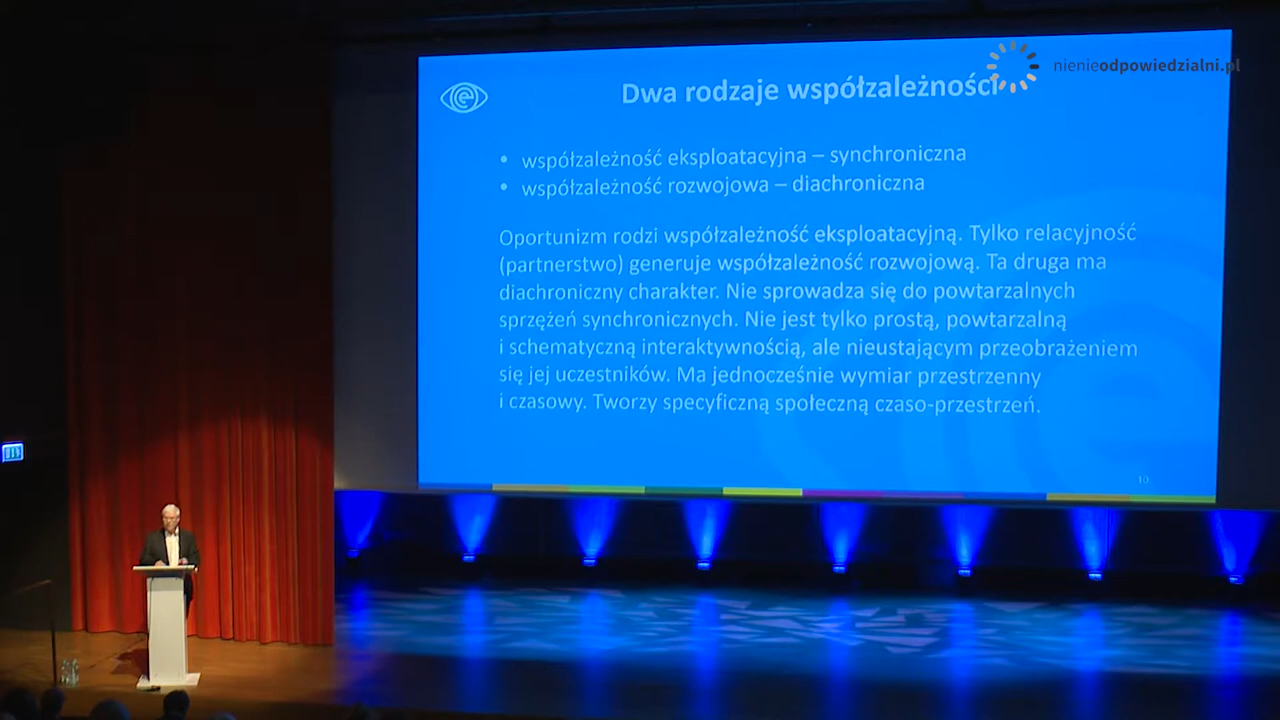 nienieodpowiedzialni.pl
Dwa rodzaje współzależności
• współzależność eksploatacyjna – synchroniczna
• współzależność rozwojowa – diachroniczna
Oportunizm rodzi współzależność eksploatacyjną. Tylko relacyjność
(partnerstwo) generuje współzależność rozwojową. Ta druga ma
diachroniczny charakter. Nie sprowadza się do powtarzalnych
sprzężeń synchronicznych. Nie jest tylko prostą, powtarzalną
i schematyczną interaktywnością, ale nieustającym przeobrażeniem
się jej uczestników. Ma jednocześnie wymiar przestrzenny
i czasowy. Tworzy specyficzną społeczną czaso-przestrzeń.
10